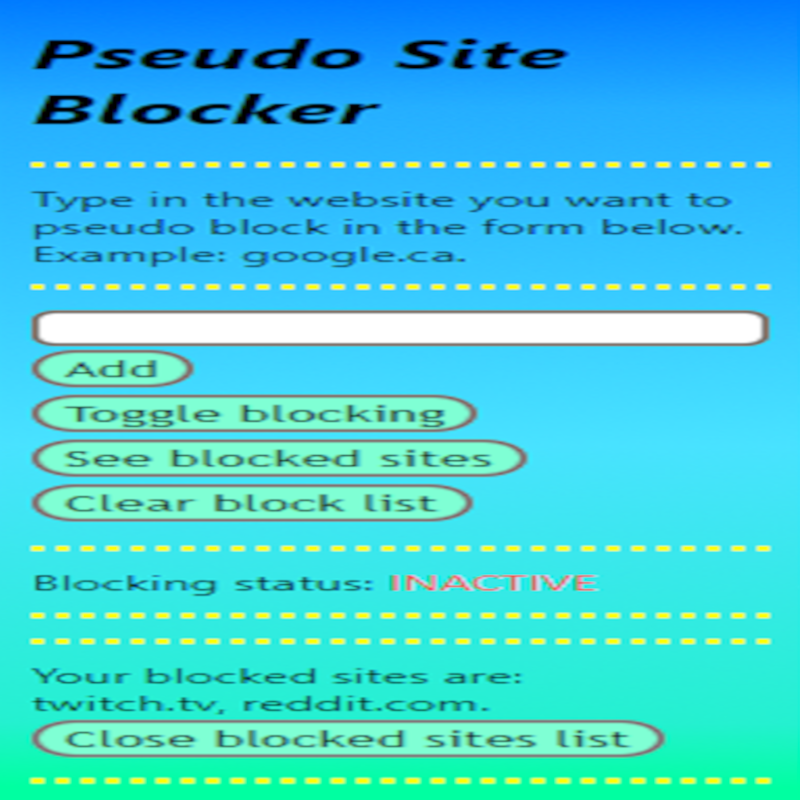 Pseudo Site
Blocker
Type in the website you want to
pseudo block in the form below.
Example: google.ca.
Add
Toggle blocking
See blocked sites
Clear block list
Blocking status: INACTIVE
Your blocked sites are:
twitch.tv, reddit.com.
Close blocked sites list